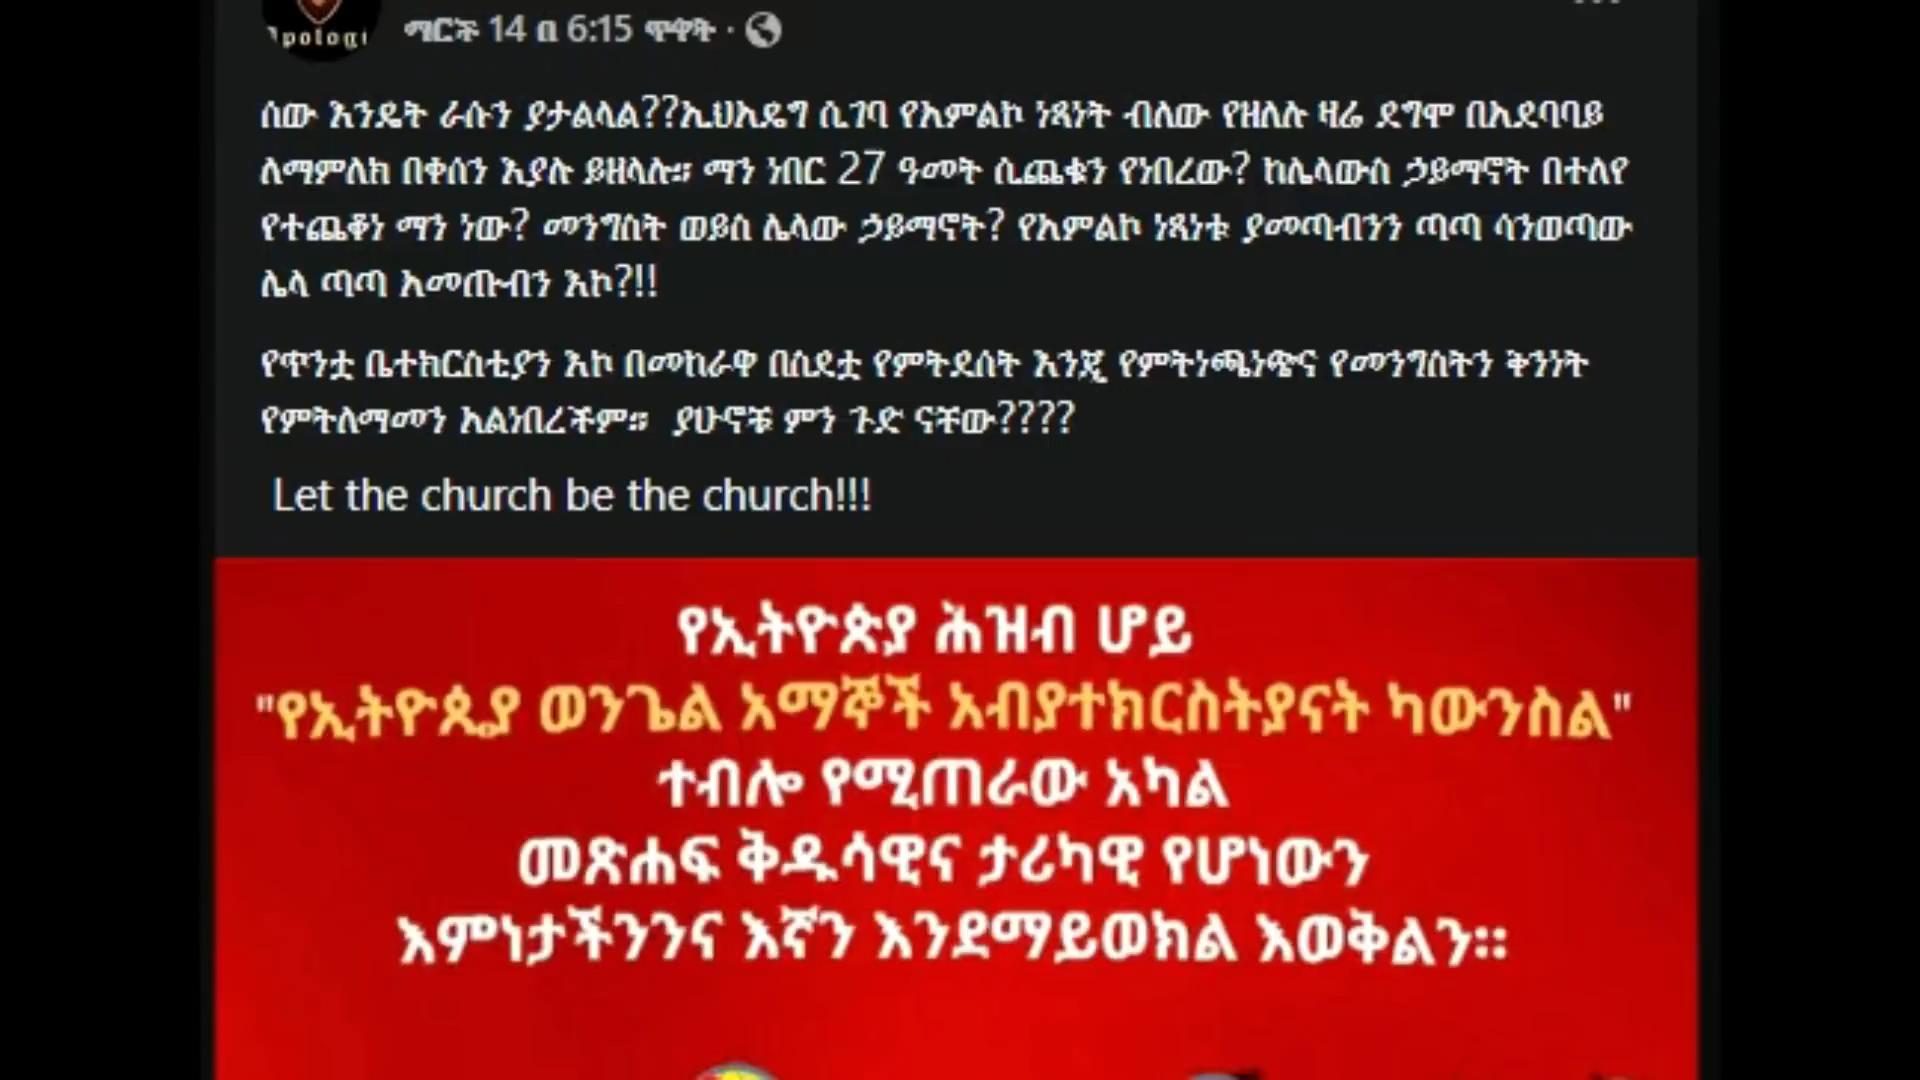 pologi
ማርች 14 በ 6:15 ጥዋት ·
ሰው እንዴት ራሱን ያታልላል??ኢህአዴግ ሲገባ የአምልኮ ነጻነት ብለው የዘለሉ ዛሬ ደግሞ በአደባባይ
ለማምለክ በቀሰን እያሉ ይዘላሉ። ማን ነበር 27 ዓመት ሲጨቁን የነበረው? ከሌላውስ ኃይማኖት በተለየ
የተጨቆነ ማን ነው? መንግስት ወይስ ሌላው ኃይማኖት? የአምልኮ ነጻነቱ ያመጣብንን ጣጣ ሳንወጣው
ሌላ ጣጣ አመጡብን እኮ?!!
የጥንቷ ቤተክርስቲያን እኮ በመከራዋ በስደቷ የምትደሰት እንጂ የምትነጫነጭና የመንግስትን ቅንነት
የምትለማመን አልነበረችም። ያሁኖቹ ምን ጉድ ናቸው????
Let the church be the church!!!
የኢትዮጵያ ሕዝብ ሆይ
"የኢትዮጲያ ወንጌል አማኞች አብያተክርስትያናት ካውንስል"
ተብሎ የሚጠራው አካል
መጽሐፍ ቅዱሳዊና ታሪካዊ የሆነውን
እምነታችንንና እኛን እንደማይወክል እወቅልን።